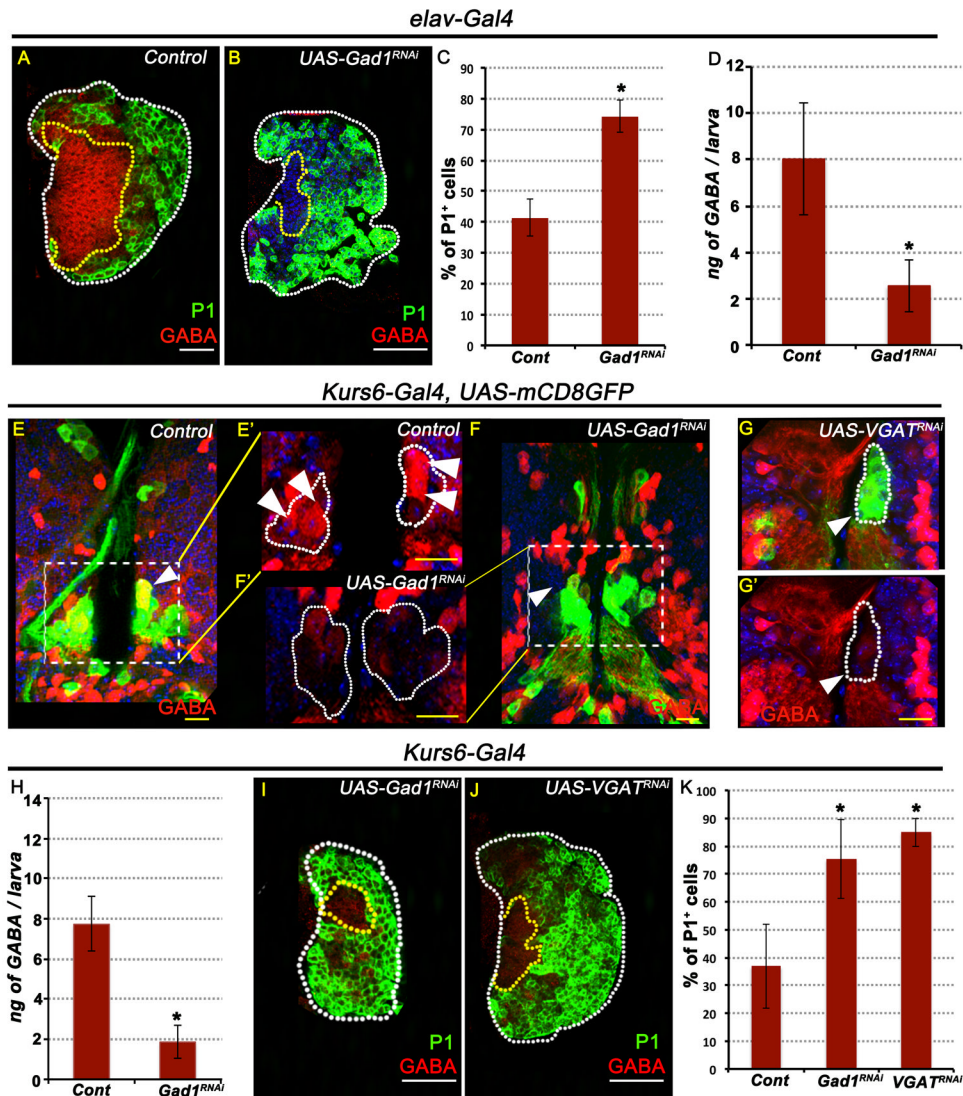 elav-Gal4
A Control
P1
GABA
B UAS-Gad1RNAi
P1
GABA
C
% of P1+ cells
90
80
70
60
50
40
30
20
10
0
*
Cont Gad1RNAi
D
ng of GABA / larva
12
10
8
6
4
2
0
*
Cont Gad1RNAi
Kurs6-Gal4, UAS-mCD8GFP
E Control
GABA
E' Control
F' UAS-Gad1RNAi
F UAS-Gad1RNAi
GABA
G UAS-VGATRNAi
G'
GABA
Kurs6-Gal4
H
ng of GABA / larva
14
12
10
8
6
4
2
0
*
Cont Gad1RNAi
I UAS-Gad1RNAi
P1
GABA
J UAS-VGATRNAi
P1
GABA
K
% of P1+ cells
100
90
80
70
60
50
40
30
20
10
0
* *
Cont Gad1RNAi VGATRNAi